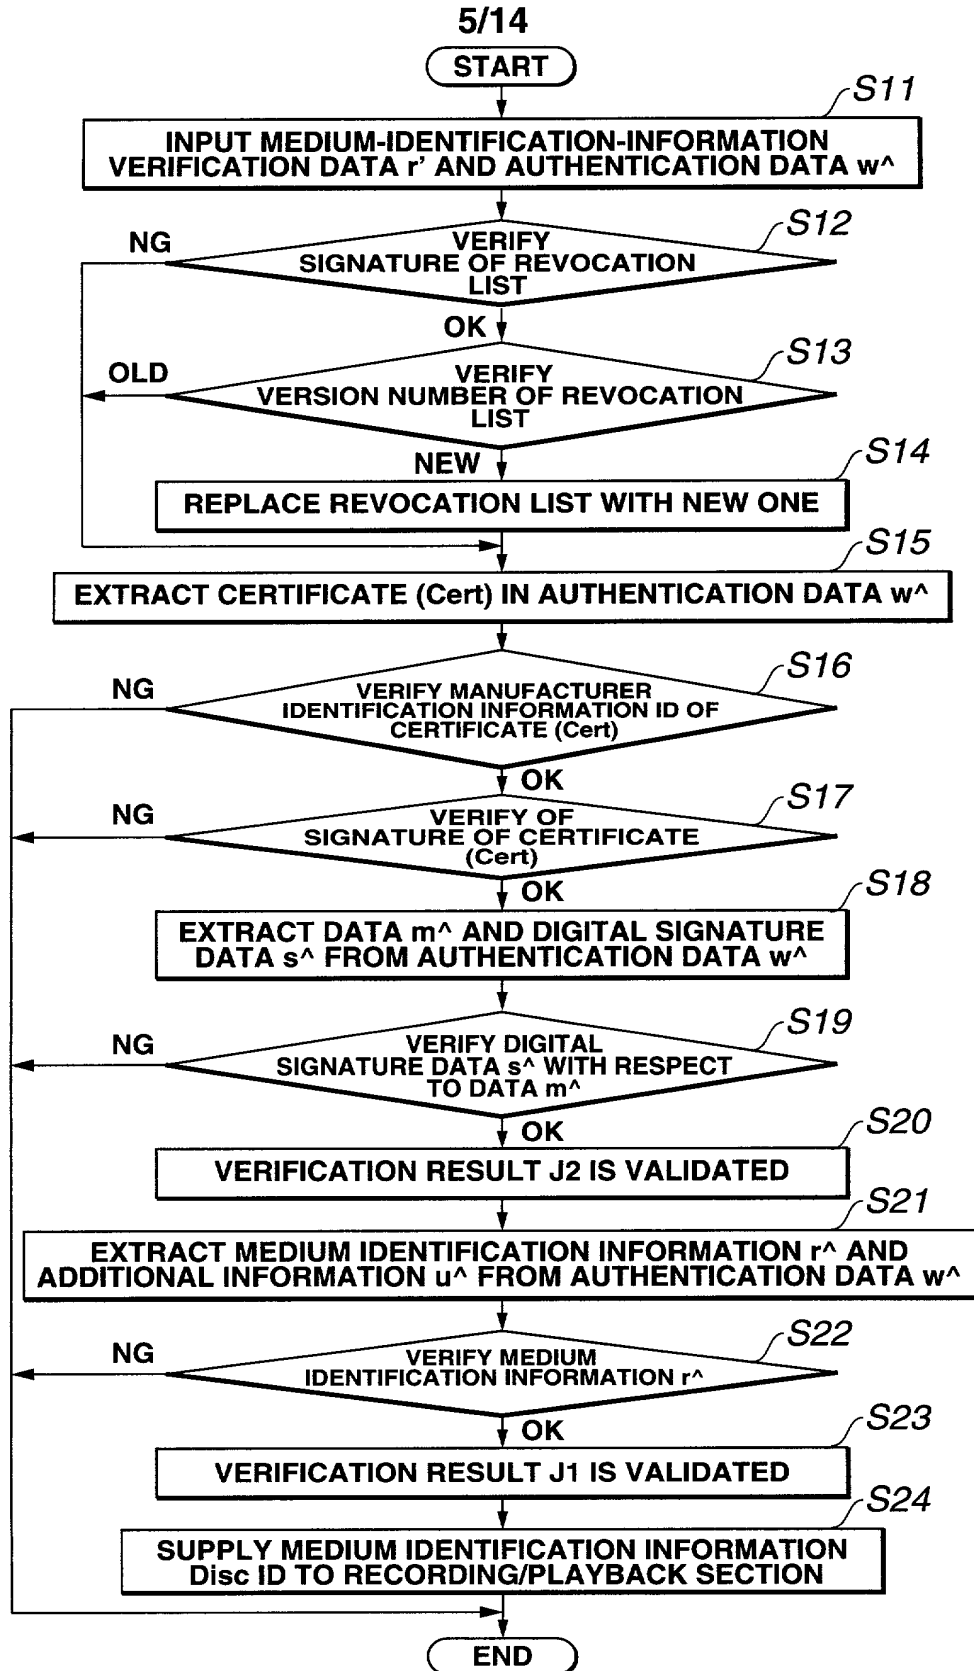 5/14
START
S11
INPUT MEDIUM-IDENTIFICATION-INFORMATION
VERIFICATION DATA r' AND AUTHENTICATION DATA w^
S12
NG
VERIFY
SIGNATURE OF REVOCATION
LIST
OK
S13
OLD
VERIFY
VERSION NUMBER OF REVOCATION
LIST
NEW
S14
REPLACE REVOCATION LIST WITH NEW ONE
S15
EXTRACT CERTIFICATE (Cert) IN AUTHENTICATION DATA w^
S16
NG
VERIFY MANUFACTURER
IDENTIFICATION INFORMATION ID OF
CERTIFICATE (Cert)
OK
S17
NG
VERIFY OF
SIGNATURE OF CERTIFICATE
(Cert)
OK
S18
EXTRACT DATA m^ AND DIGITAL SIGNATURE
DATA s^ FROM AUTHENTICATION DATA w^
S19
NG
VERIFY DIGITAL
SIGNATURE DATA s^ WITH RESPECT
TO DATA m^
OK
S20
VERIFICATION RESULT J2 IS VALIDATED
S21
EXTRACT MEDIUM IDENTIFICATION INFORMATION r^ AND
ADDITIONAL INFORMATION u^ FROM AUTHENTICATION DATA w^
S22
NG
VERIFY MEDIUM
IDENTIFICATION INFORMATION r^
OK
S23
VERIFICATION RESULT J1 IS VALIDATED
S24
SUPPLY MEDIUM IDENTIFICATION INFORMATION
Disc ID TO RECORDING/PLAYBACK SECTION
END